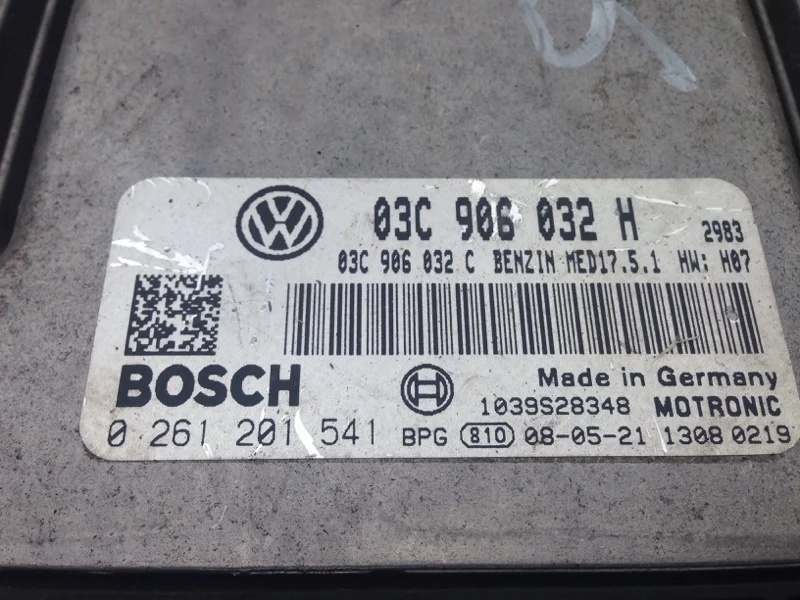 03C 906 032 H 2983
03C 906 032 C BENZIN MED17.5.1 HW: H07
BOSCH
Made in Germany
1039S28348 MOTRONIC
0 261 201 541 BPG 810 08-05-21 1308 0219